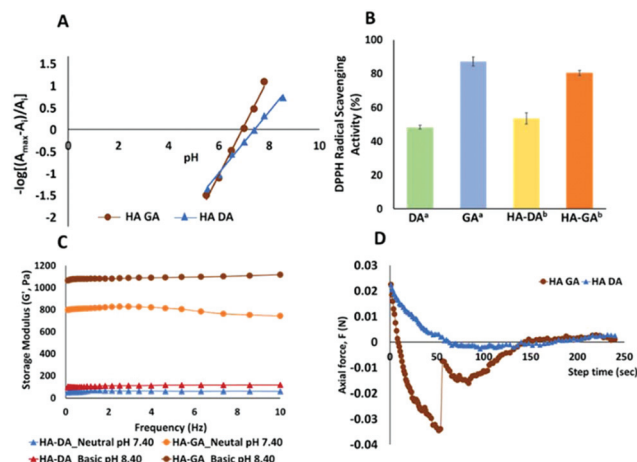 A
-log[(Amax-Ai)/Ai]
1.5
1
0.5
0
-0.5
-1
-1.5
-2
0 2 4 6 8 10
pH
HA GA HA DA
B
DPPH Radical Scavenging
Activity (%)
100
80
60
40
20
0
DAᵃ GAᵃ HA-DAᵇ HA-GAᵇ
C
Storage Modulus (G', Pa)
1200
1000
800
600
400
200
0
0 2 4 6 8 10
Frequency (Hz)
HA-DA_Neutral pH 7.40 HA-GA_Neutal pH 7.40
HA-DA_Basic pH 8.40 HA-GA_Basic pH 8.40
D
HA GA HA DA
Axial force, F (N)
0.03
0.02
0.01
0
-0.01
-0.02
-0.03
-0.04
0 50 100 150 200 250
Step time (sec)